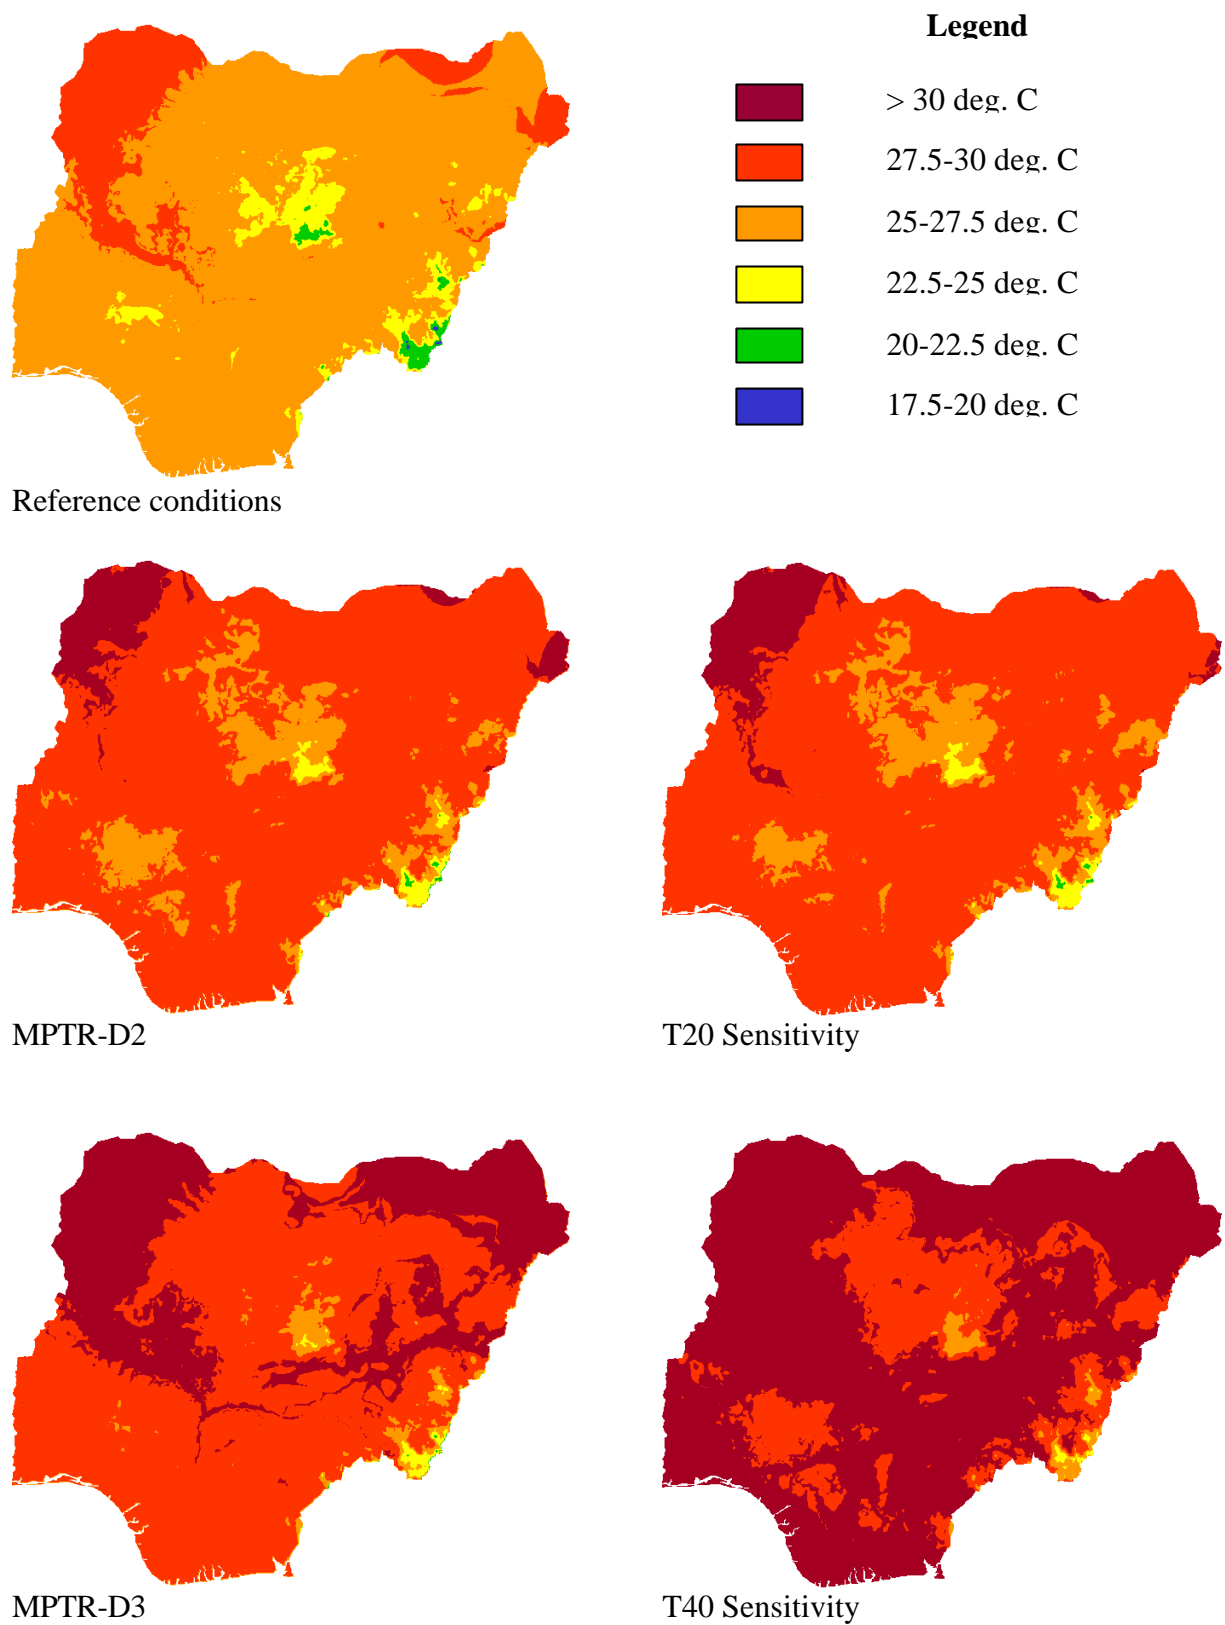 Legend
> 30 deg. C
27.5-30 deg. C
25-27.5 deg. C
22.5-25 deg. C
20-22.5 deg. C
17.5-20 deg. C
Reference conditions
MPTR-D2
T20 Sensitivity
MPTR-D3
T40 Sensitivity